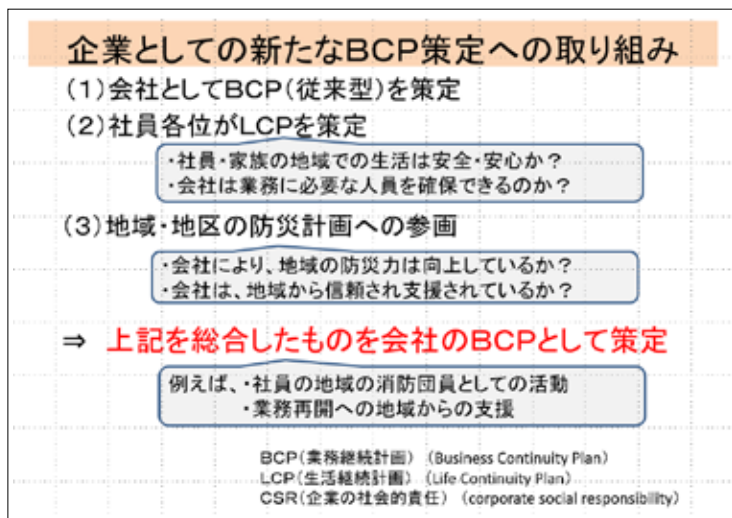 企業としての新たなBCP策定への取り組み
(1)会社としてBCP(従来型)を策定
(2)社員各位がLCPを策定
・社員・家族の地域での生活は安全・安心か?
・会社は業務に必要な人員を確保できるのか?
(3)地域・地区の防災計画への参画
・会社により、地域の防災力は向上しているか?
・会社は、地域から信頼され支援されているか?
⇒ 上記を総合したものを会社のBCPとして策定
例えば、・社員の地域の消防団員としての活動
・業務再開への地域からの支援
BCP(業務継続計画) (Business Continuity Plan)
LCP(生活継続計画) (Life Continuity Plan)
CSR(企業の社会的責任) (corporate social responsibility)